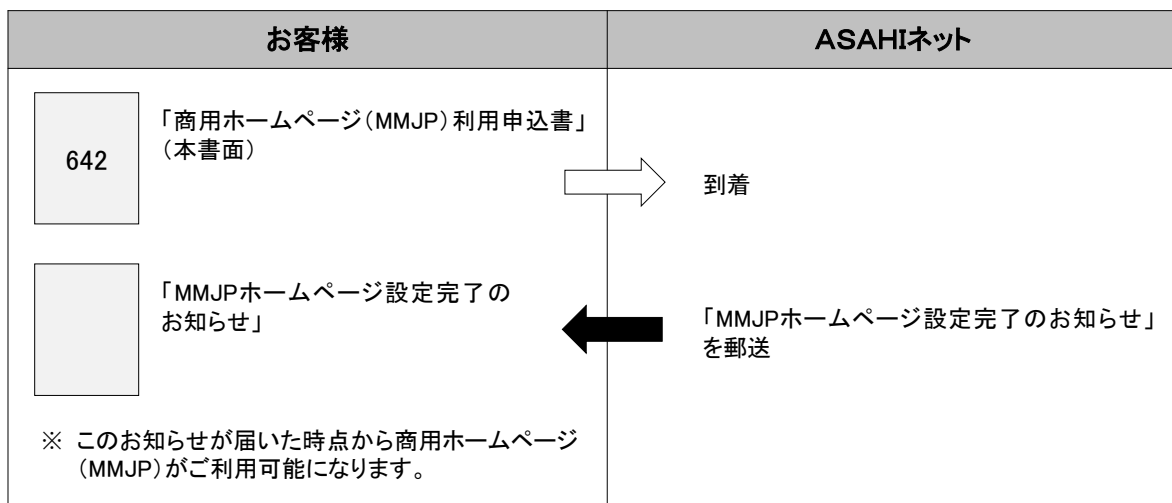 お客様
ASAHIネット
642
「商用ホームページ(MMJP)利用申込書」
(本書面)
到着
「MMJPホームページ設定完了の
お知らせ」
「MMJPホームページ設定完了のお知らせ」
を郵送
※ このお知らせが届いた時点から商用ホームページ
(MMJP)がご利用可能になります。